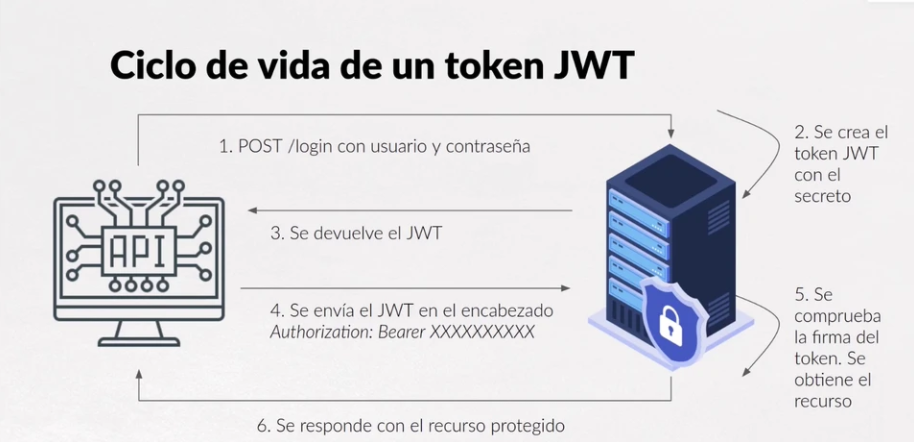 Ciclo de vida de un token JWT
1. POST /login con usuario y contraseña
2. Se crea el
token JWT
con el
secreto
API
3. Se devuelve el JWT
4. Se envía el JWT en el encabezado
Authorization: Bearer XXXXXXXXXX
5. Se
comprueba
la firma del
token. Se
obtiene el
recurso
6. Se responde con el recurso protegido